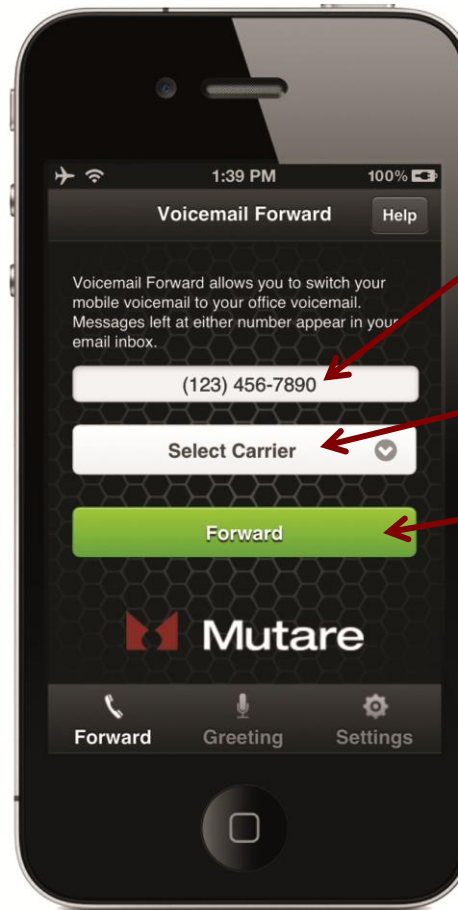 1:39 PM
100%
Voicemail Forward
Help
Voicemail Forward allows you to switch your
mobile voicemail to your office voicemail.
Messages left at either number appear in your
email inbox.
(123) 456-7890
Select Carrier
Forward
Mutare
Forward
Greeting
Settings